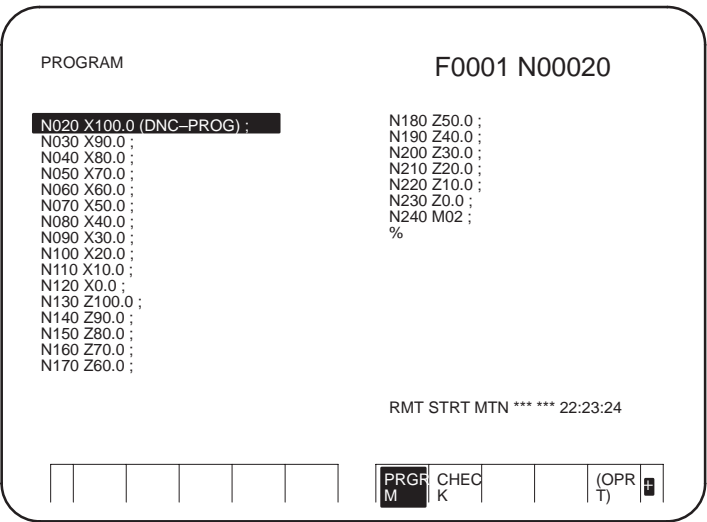 PROGRAM
F0001 N00020
N020 X100.0 (DNC–PROG) ;
N030 X90.0 ;
N040 X80.0 ;
N050 X70.0 ;
N060 X60.0 ;
N070 X50.0 ;
N080 X40.0 ;
N090 X30.0 ;
N100 X20.0 ;
N110 X10.0 ;
N120 X0.0 ;
N130 Z100.0 ;
N140 Z90.0 ;
N150 Z80.0 ;
N160 Z70.0 ;
N170 Z60.0 ;
N180 Z50.0 ;
N190 Z40.0 ;
N200 Z30.0 ;
N210 Z20.0 ;
N220 Z10.0 ;
N230 Z0.0 ;
N240 M02 ;
%
RMT STRT MTN *** *** 22:23:24
PRGR
M
CHEC
K
(OPR
T)
+